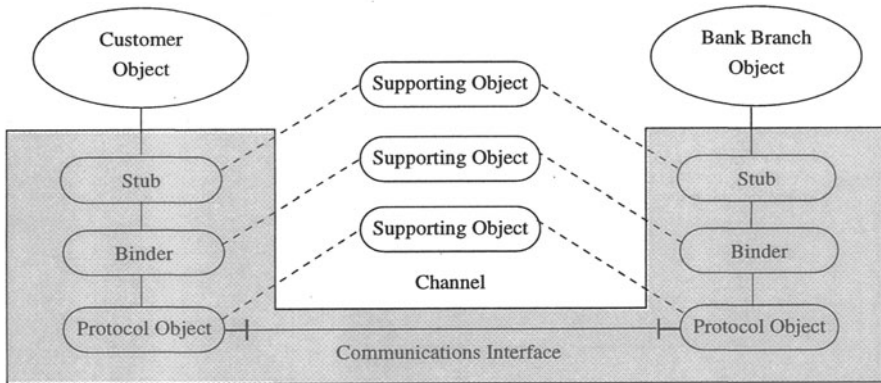 Customer
Object
Bank Branch
Object
Supporting Object
Stub
Supporting Object
Stub
Binder
Supporting Object
Binder
Channel
Protocol Object
Protocol Object
Communications Interface